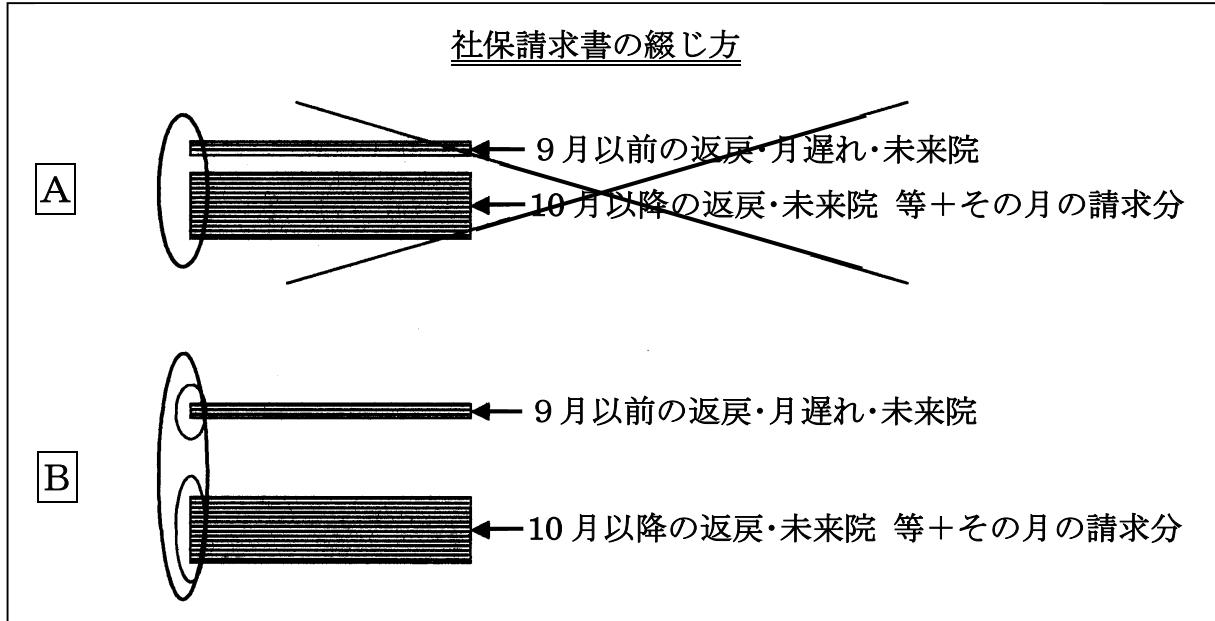 社保請求書の綴じ方
A
9月以前の返戻・月遅れ・未来院
10月以降の返戻・未来院 等＋その月の請求分
B
9月以前の返戻・月遅れ・未来院
10月以降の返戻・未来院 等＋その月の請求分